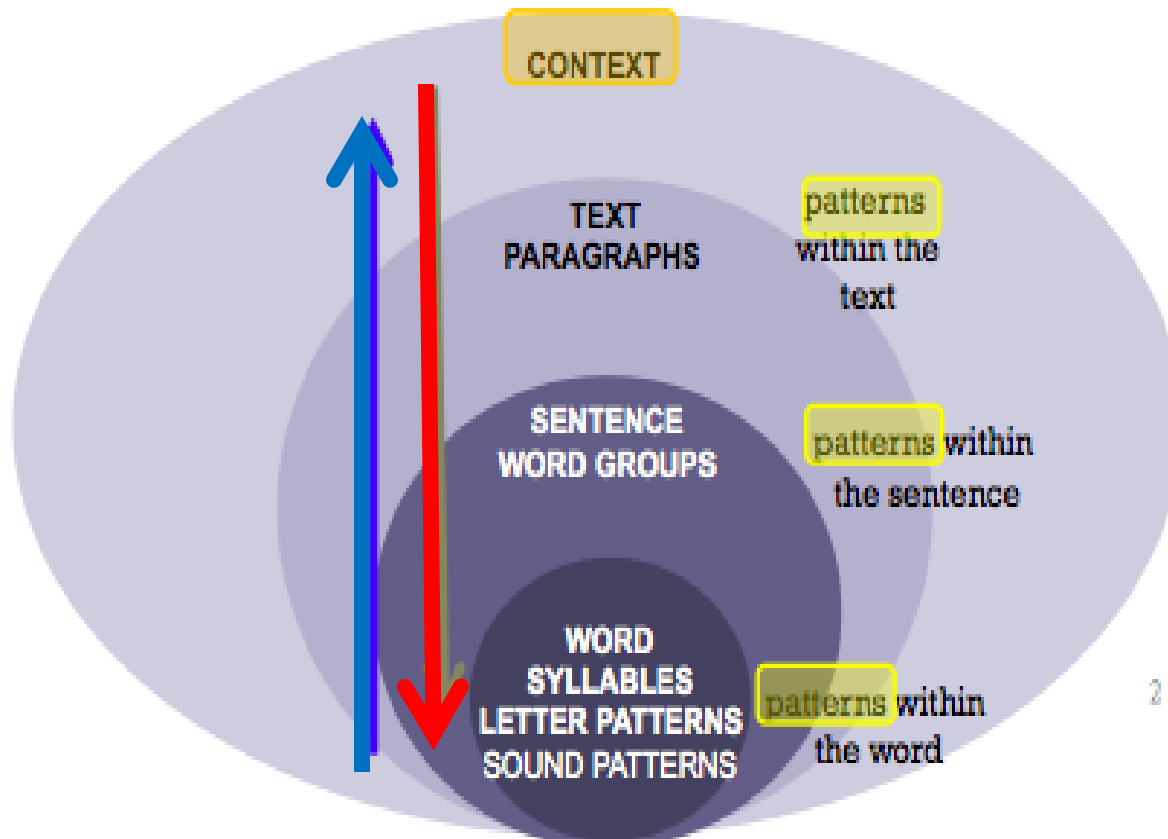 CONTEXT
TEXT
PARAGRAPHS
patterns
within the
text
SENTENCE
WORD GROUPS
patterns within
the sentence
WORD
SYLLABLES
LETTER PATTERNS
SOUND PATTERNS
patterns within
the word
2